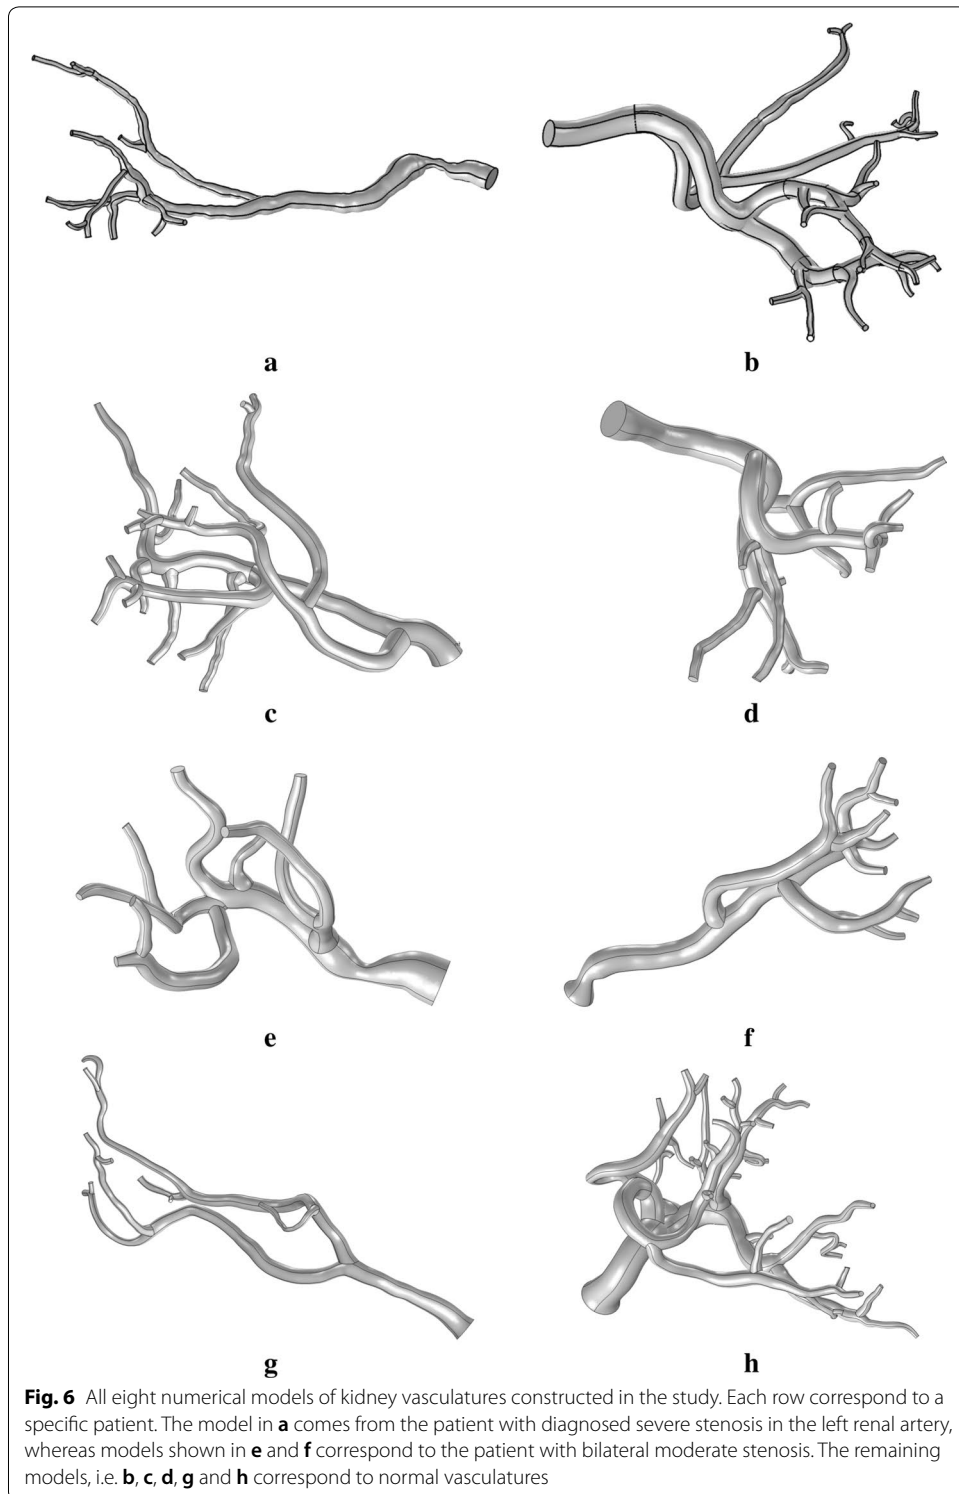 a
b
c
d
e
f
g
h
Fig. 6 All eight numerical models of kidney vasculatures constructed in the study. Each row correspond to a
specific patient. The model in a comes from the patient with diagnosed severe stenosis in the left renal artery,
whereas models shown in e and f correspond to the patient with bilateral moderate stenosis. The remaining
models, i.e. b, c, d, g and h correspond to normal vasculatures